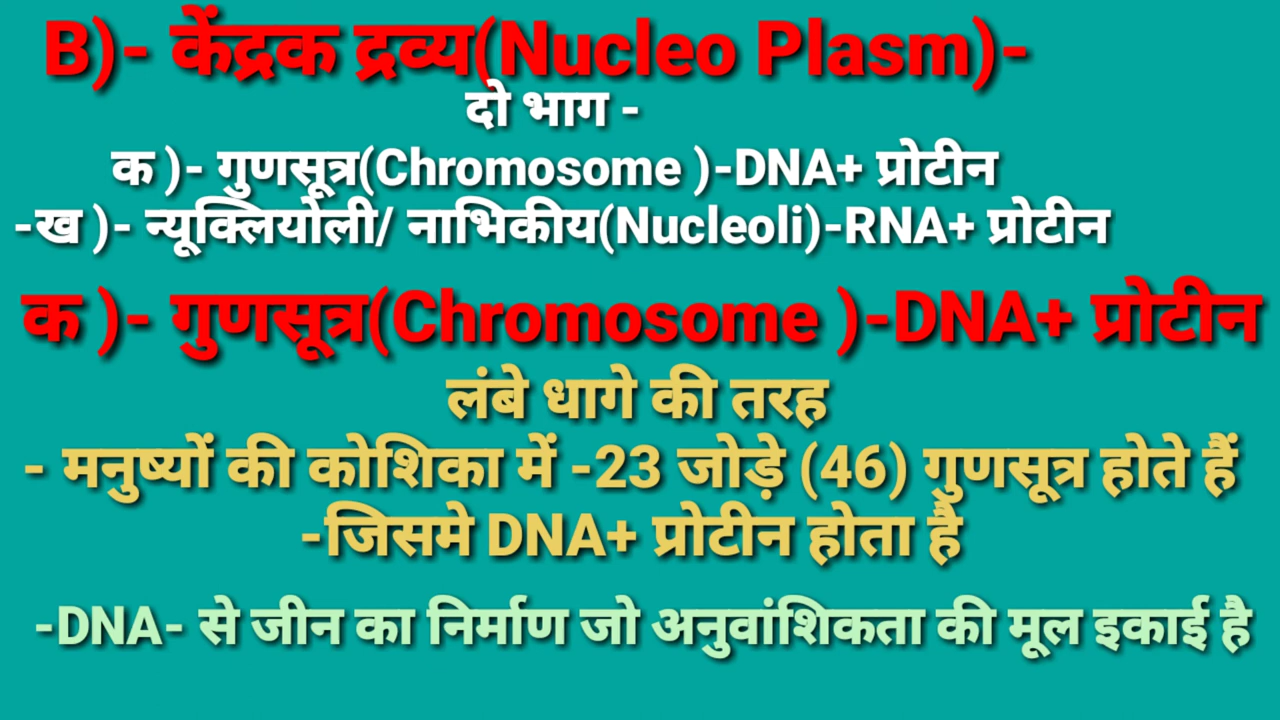 B)- केंद्रक द्रव्य(Nucleo Plasm)-
दो भाग -
क )- गुणसूत्र(Chromosome )-DNA+ प्रोटीन
-ख )- न्यूक्लियोली/ नाभिकीय(Nucleoli)-RNA+ प्रोटीन
क )- गुणसूत्र(Chromosome )-DNA+ प्रोटीन
लंबे धागे की तरह
- मनुष्यों की कोशिका में -23 जोड़े (46) गुणसूत्र होते हैं
-जिसमे DNA+ प्रोटीन होता है
-DNA- से जीन का निर्माण जो अनुवांशिकता की मूल इकाई है